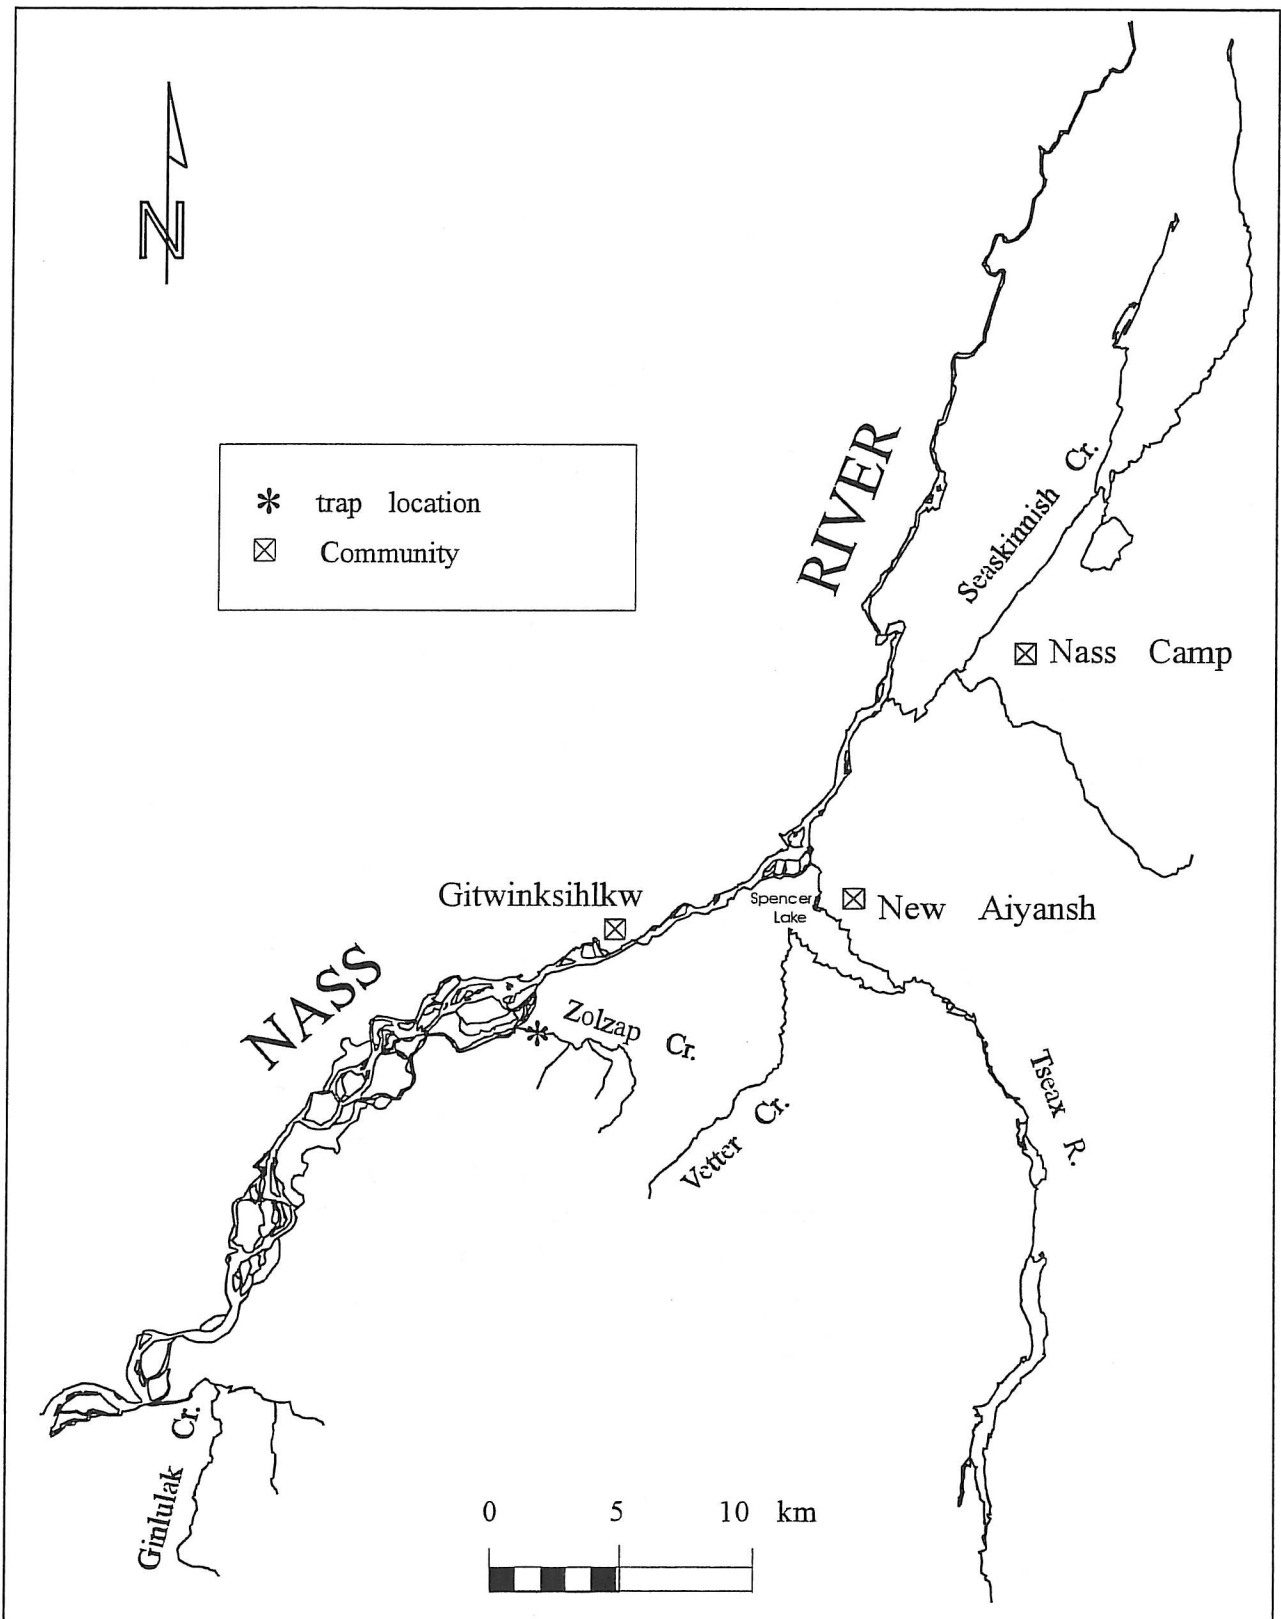 N
trap location
Community
RIVER
Seaskinnish Cr.
Nass Camp
Gitwinksihlkw
Spencer
Lake
New Aiyansh
NASS
Zolzap Cr.
Tseax R.
Vetter Cr.
Ginlulak Cr.
0 5 10 km